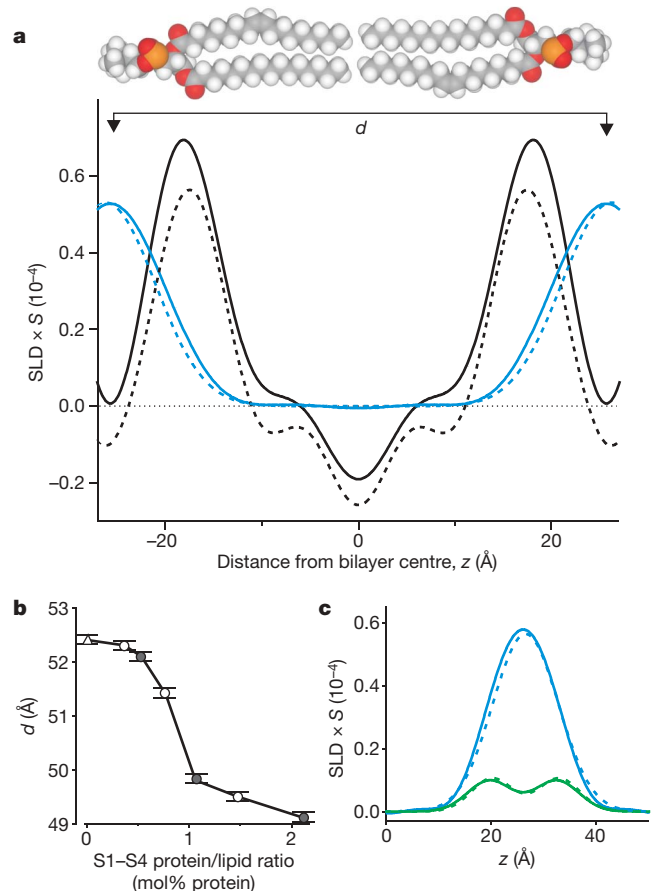 a
d
0.6
0.4
0.2
0.0
−0.2
SLD × S (10⁻⁴)
−20
0
20
Distance from bilayer centre, z (Å)
b
53
52
51
50
49
d (Å)
0
1
2
S1–S4 protein/lipid ratio
(mol% protein)
c
0.6
0.4
0.2
0.0
SLD × S (10⁻⁴)
0
20
40
z (Å)